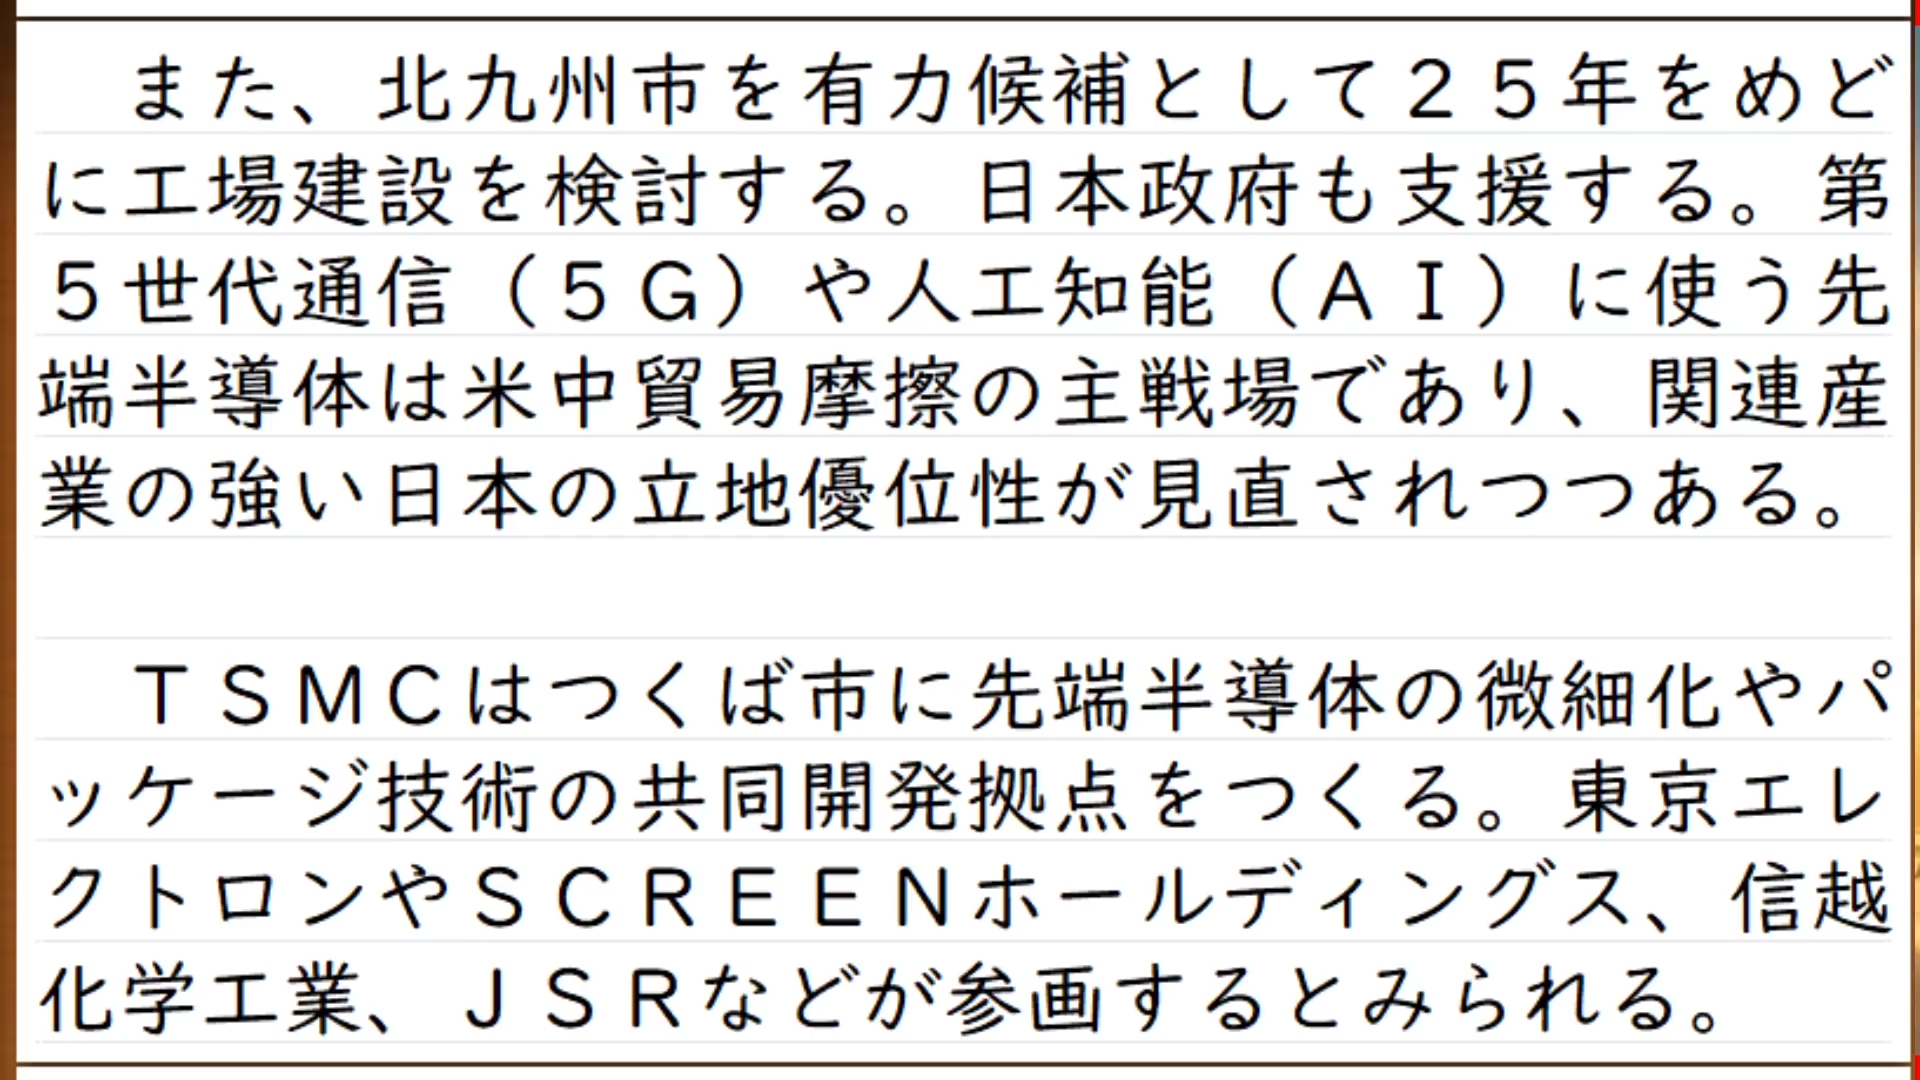 また、北九州市を有力候補として２５年をめど
に工場建設を検討する。日本政府も支援する。第
５世代通信（５Ｇ）や人工知能（ＡＩ）に使う先
端半導体は米中貿易摩擦の主戦場であり、関連産
業の強い日本の立地優位性が見直されつつある。
　ＴＳＭＣはつくば市に先端半導体の微細化やパ
ッケージ技術の共同開発拠点をつくる。東京エレ
クトロンやＳＣＲＥＥＮホールディングス、信越
化学工業、ＪＳＲなどが参画するとみられる。